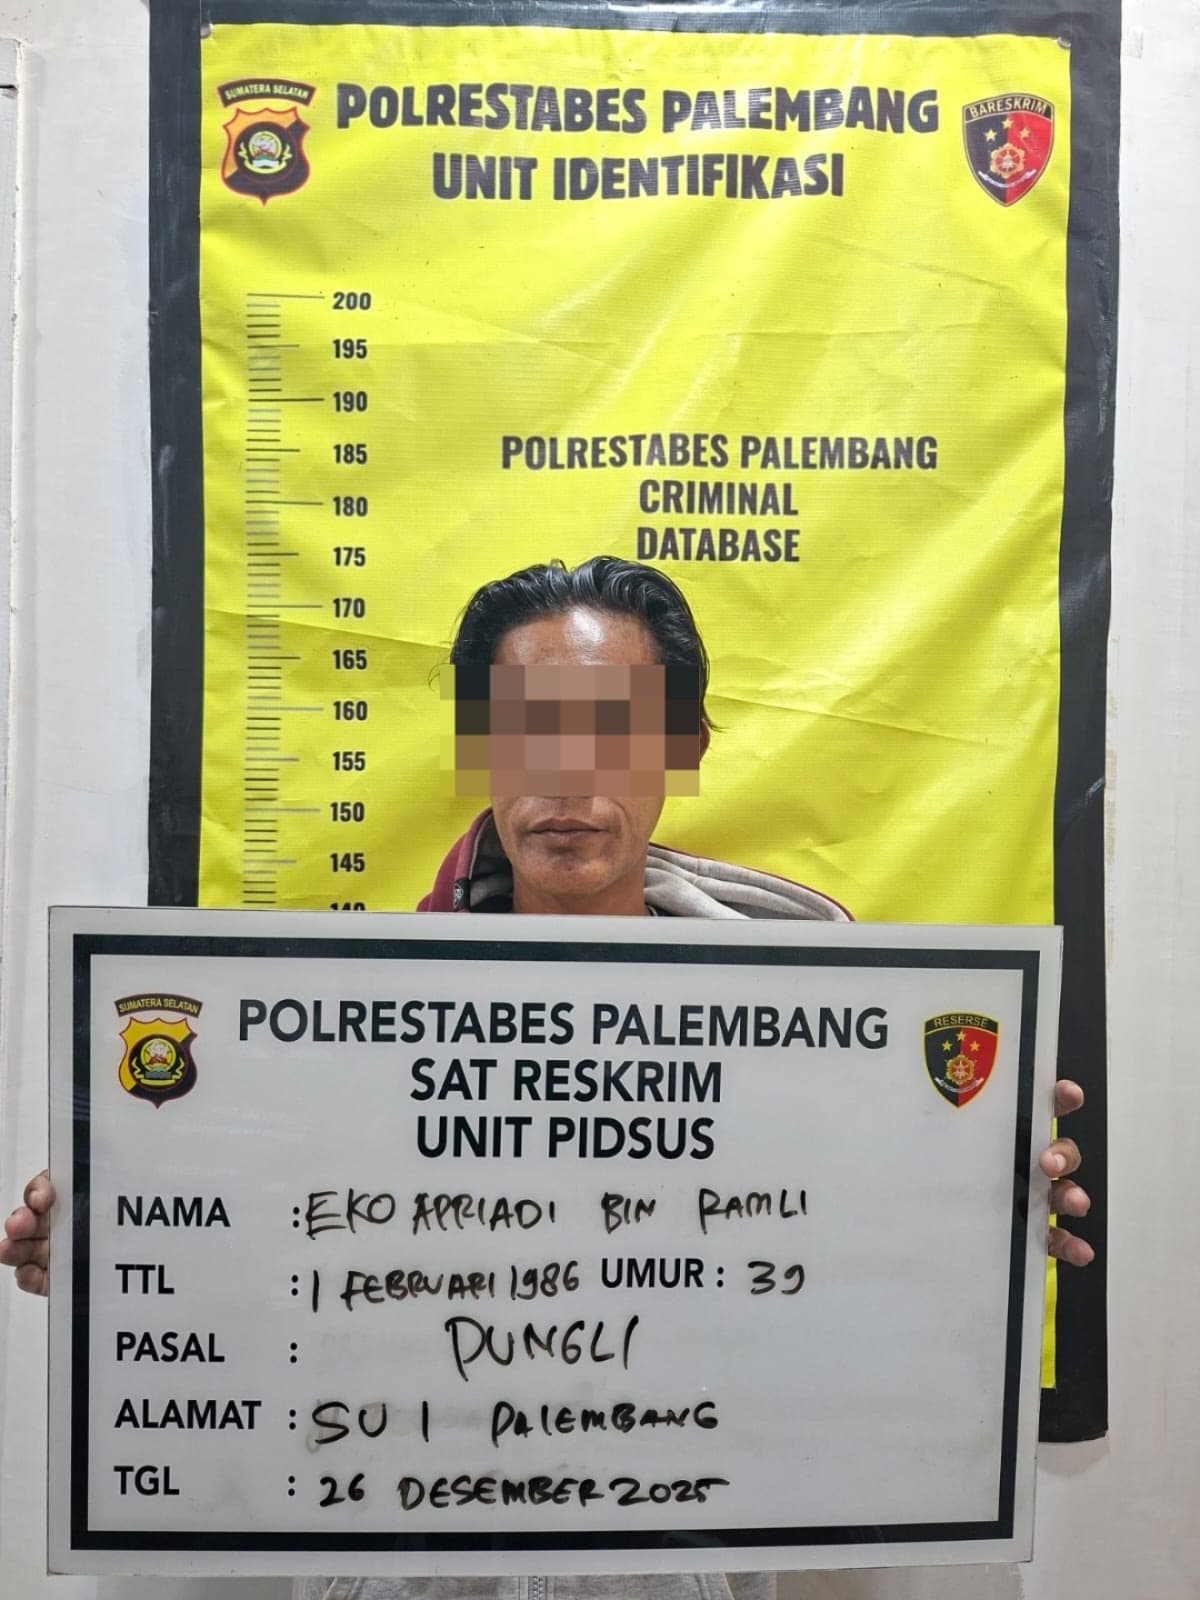 SUMATERA SELATAN
POLRESTABES PALEMBANG
UNIT IDENTIFIKASI
BARESKRIM
200
195
190
185
180
175
170
165
160
155
150
145
140
POLRESTABES PALEMBANG
CRIMINAL
DATABASE
SUMATERA SELATAN
POLRESTABES PALEMBANG
SAT RESKRIM
UNIT PIDSUS
RESERSE
NAMA : EKO APRIADI BIN RAMLI
TTL : 1 FEBRUARI 1986 UMUR : 39
PASAL : PUNGLI
ALAMAT : SU 1 PALEMBANG
TGL : 26 DESEMBER 2025